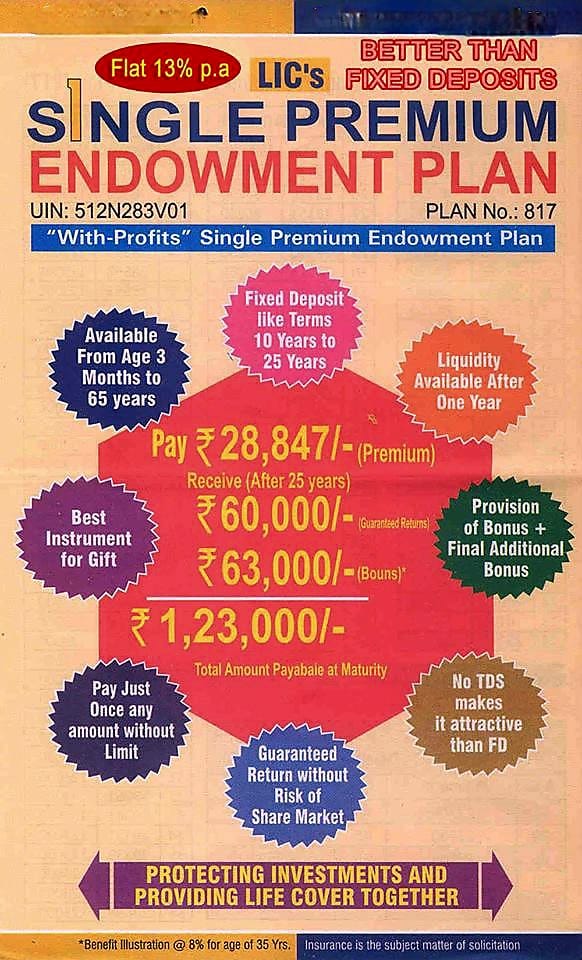 Flat 13% p.a
LIC's
BETTER THAN
FIXED DEPOSITS
S1NGLE PREMIUM
ENDOWMENT PLAN
UIN: 512N283V01
PLAN No.: 817
"With-Profits" Single Premium Endowment Plan
Fixed Deposit
like Terms
10 Years to
25 Years
Available
From Age 3
Months to
65 years
Liquidity
Available After
One Year
Pay ₹ 28,847/- (Premium)
Receive (After 25 years)
₹ 60,000/- (Guaranteed Returns)
₹ 63,000/- (Bouns)*
₹ 1,23,000/-
Total Amount Payabale at Maturity
Best
Instrument
for Gift
Provision
of Bonus +
Final Additional
Bonus
Pay Just
Once any
amount without
Limit
No TDS
makes
it attractive
than FD
Guaranteed
Return without
Risk of
Share Market
PROTECTING INVESTMENTS AND
PROVIDING LIFE COVER TOGETHER
*Benefit Illustration @ 8% for age of 35 Yrs.
Insurance is the subject matter of solicitation